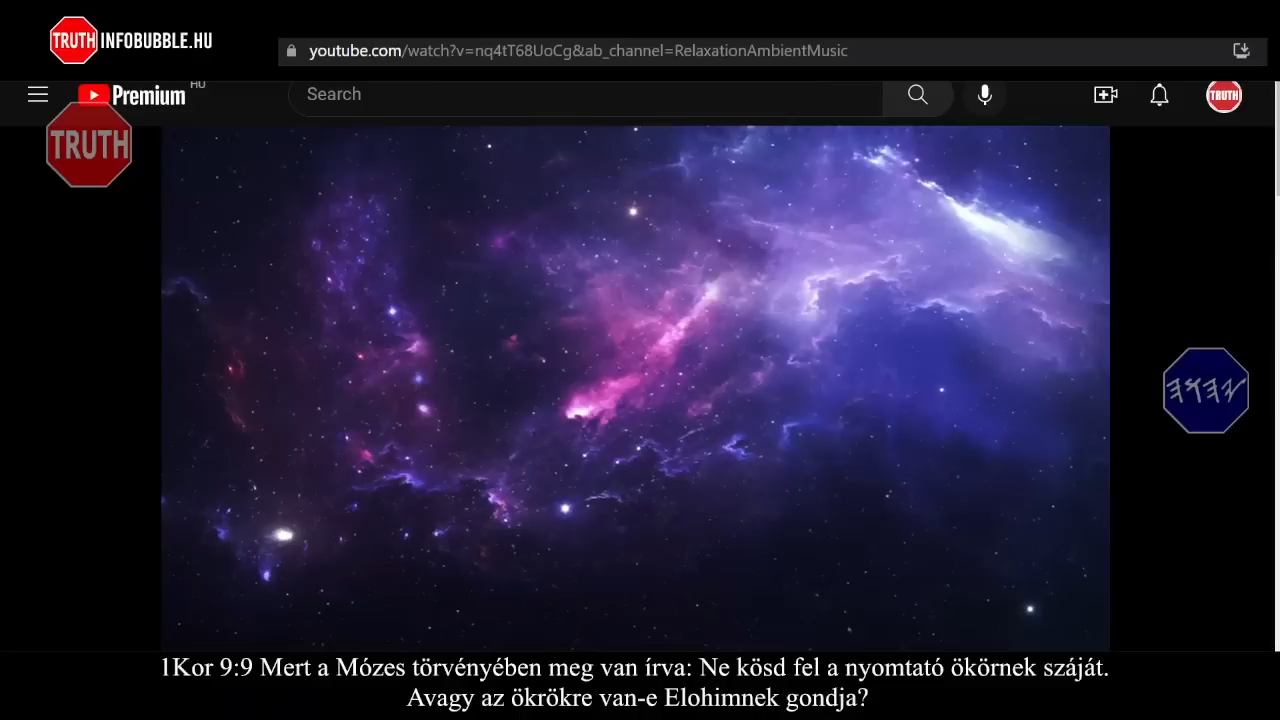 TRUTH INFOBUBBLE.HU
youtube.com/watch?v=nq4tT68UoCg&ab_channel=RelaxationAmbientMusic
Premium HU
Search
TRUTH
TRUTH
𐤉𐤄𐤅𐤄
1Kor 9:9 Mert a Mózes törvényében meg van írva: Ne kösd fel a nyomtató ökörnek száját.
Avagy az ökrökre van-e Elohimnek gondja?